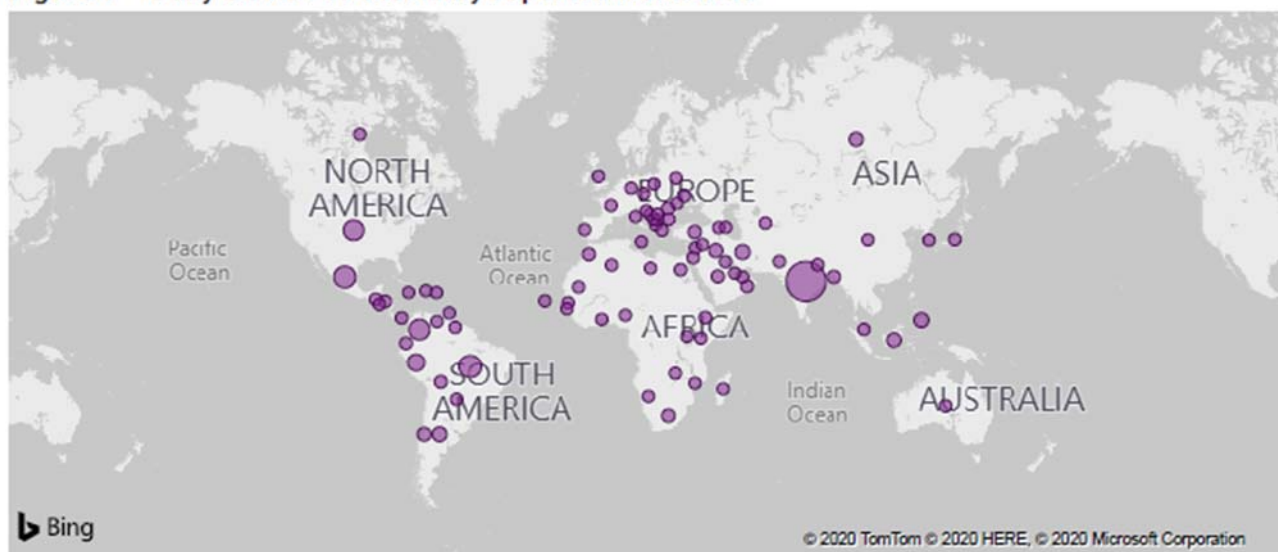 NORTH
AMERICA
EUROPE
ASIA
Pacific
Ocean
Atlantic
Ocean
AFRICA
SOUTH
AMERICA
Indian
Ocean
AUSTRALIA
Bing
© 2020 TomTom © 2020 HERE, © 2020 Microsoft Corporation